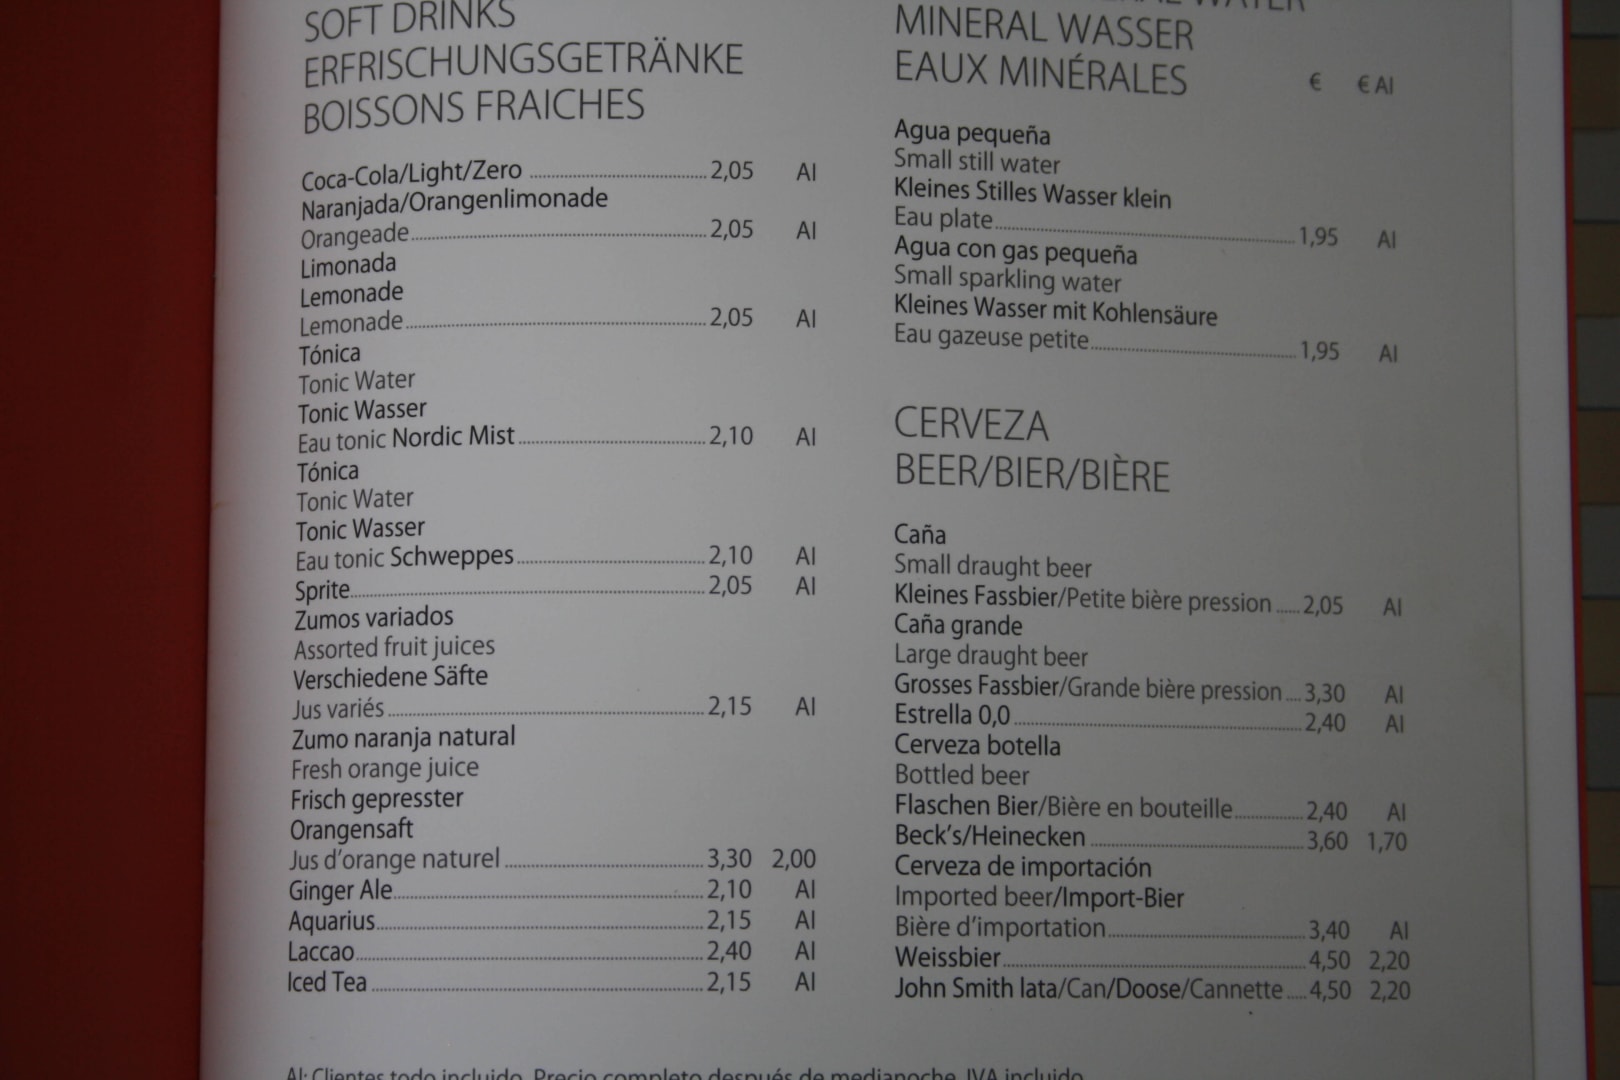 SOFT DRINKS
ERFRISCHUNGSGETRÄNKE
BOISSONS FRAICHES
Coca-Cola/Light/Zero 2,05 AI
Naranjada/Orangenlimonade
Orangeade 2,05 AI
Limonada
Lemonade
Lemonade 2,05 AI
Tónica
Tonic Water
Tonic Wasser
Eau tonic Nordic Mist 2,10 AI
Tónica
Tonic Water
Tonic Wasser
Eau tonic Schweppes 2,10 AI
Sprite 2,05 AI
Zumos variados
Assorted fruit juices
Verschiedene Säfte
Jus variés 2,15 AI
Zumo naranja natural
Fresh orange juice
Frisch gepresster
Orangensaft
Jus d'orange naturel 3,30 2,00
Ginger Ale 2,10 AI
Aquarius 2,15 AI
Laccao 2,40 AI
Iced Tea 2,15 AI
WATER
MINERAL WASSER
EAUX MINÉRALES € € AI
Agua pequeña
Small still water
Kleines Stilles Wasser klein
Eau plate 1,95 AI
Agua con gas pequeña
Small sparkling water
Kleines Wasser mit Kohlensäure
Eau gazeuse petite 1,95 AI
CERVEZA
BEER/BIER/BIÈRE
Caña
Small draught beer
Kleines Fassbier/Petite bière pression 2,05 AI
Caña grande
Large draught beer
Grosses Fassbier/Grande bière pression 3,30 AI
Estrella 0,0 2,40 AI
Cerveza botella
Bottled beer
Flaschen Bier/Bière en bouteille 2,40 AI
Beck's/Heinecken 3,60 1,70
Cerveza de importación
Imported beer/Import-Bier
Bière d'importation 3,40 AI
Weissbier 4,50 2,20
John Smith lata/Can/Doose/Cannette 4,50 2,20
AI: Clientes todo incluido. Precio completo después de medianoche. IVA incluido